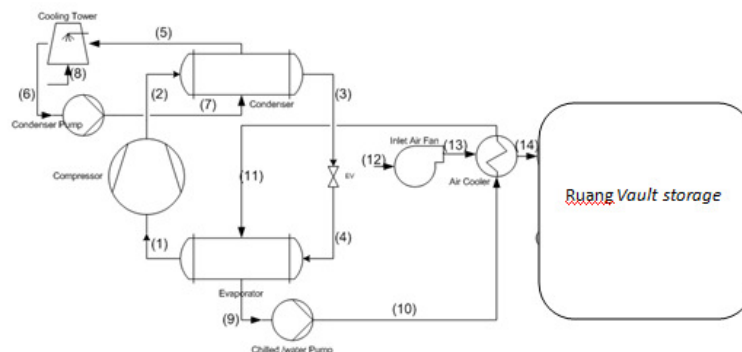 Cooling Tower
(5)
(8)
(6)
(2)
(7)
Condenser
(3)
Condenser Pump
Inlet Air Fan
(13)
(12)
(14)
Air Cooler
Compressor
(11)
EV
Ruang Vault storage
(1)
(4)
Evaporator
(9)
(10)
Chilled /water Pump